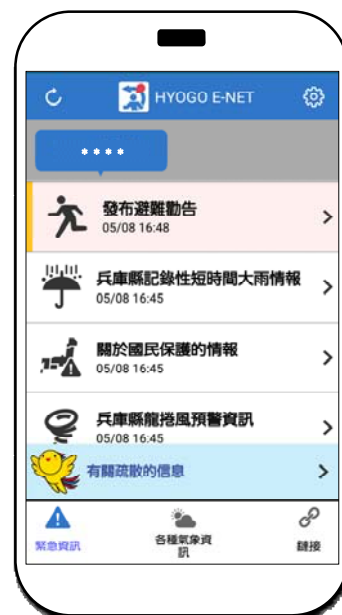 HYOGO E-NET
****
發布避難勸告
05/08 16:48
兵庫縣記錄性短時間大雨情報
05/08 16:45
關於國民保護的情報
05/08 16:45
兵庫縣龍捲風預警資訊
05/08 16:45
有關疏散的信息
緊急資訊
各種氣象資
訊
鏈接